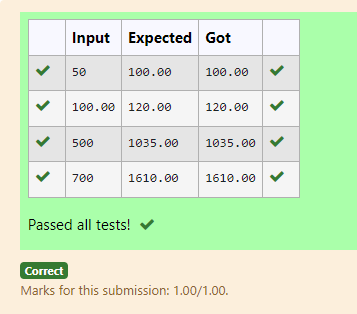 Input Expected Got
50 100.00 100.00
100.00 120.00 120.00
500 1035.00 1035.00
700 1610.00 1610.00
Passed all tests!
Correct
Marks for this submission: 1.00/1.00.